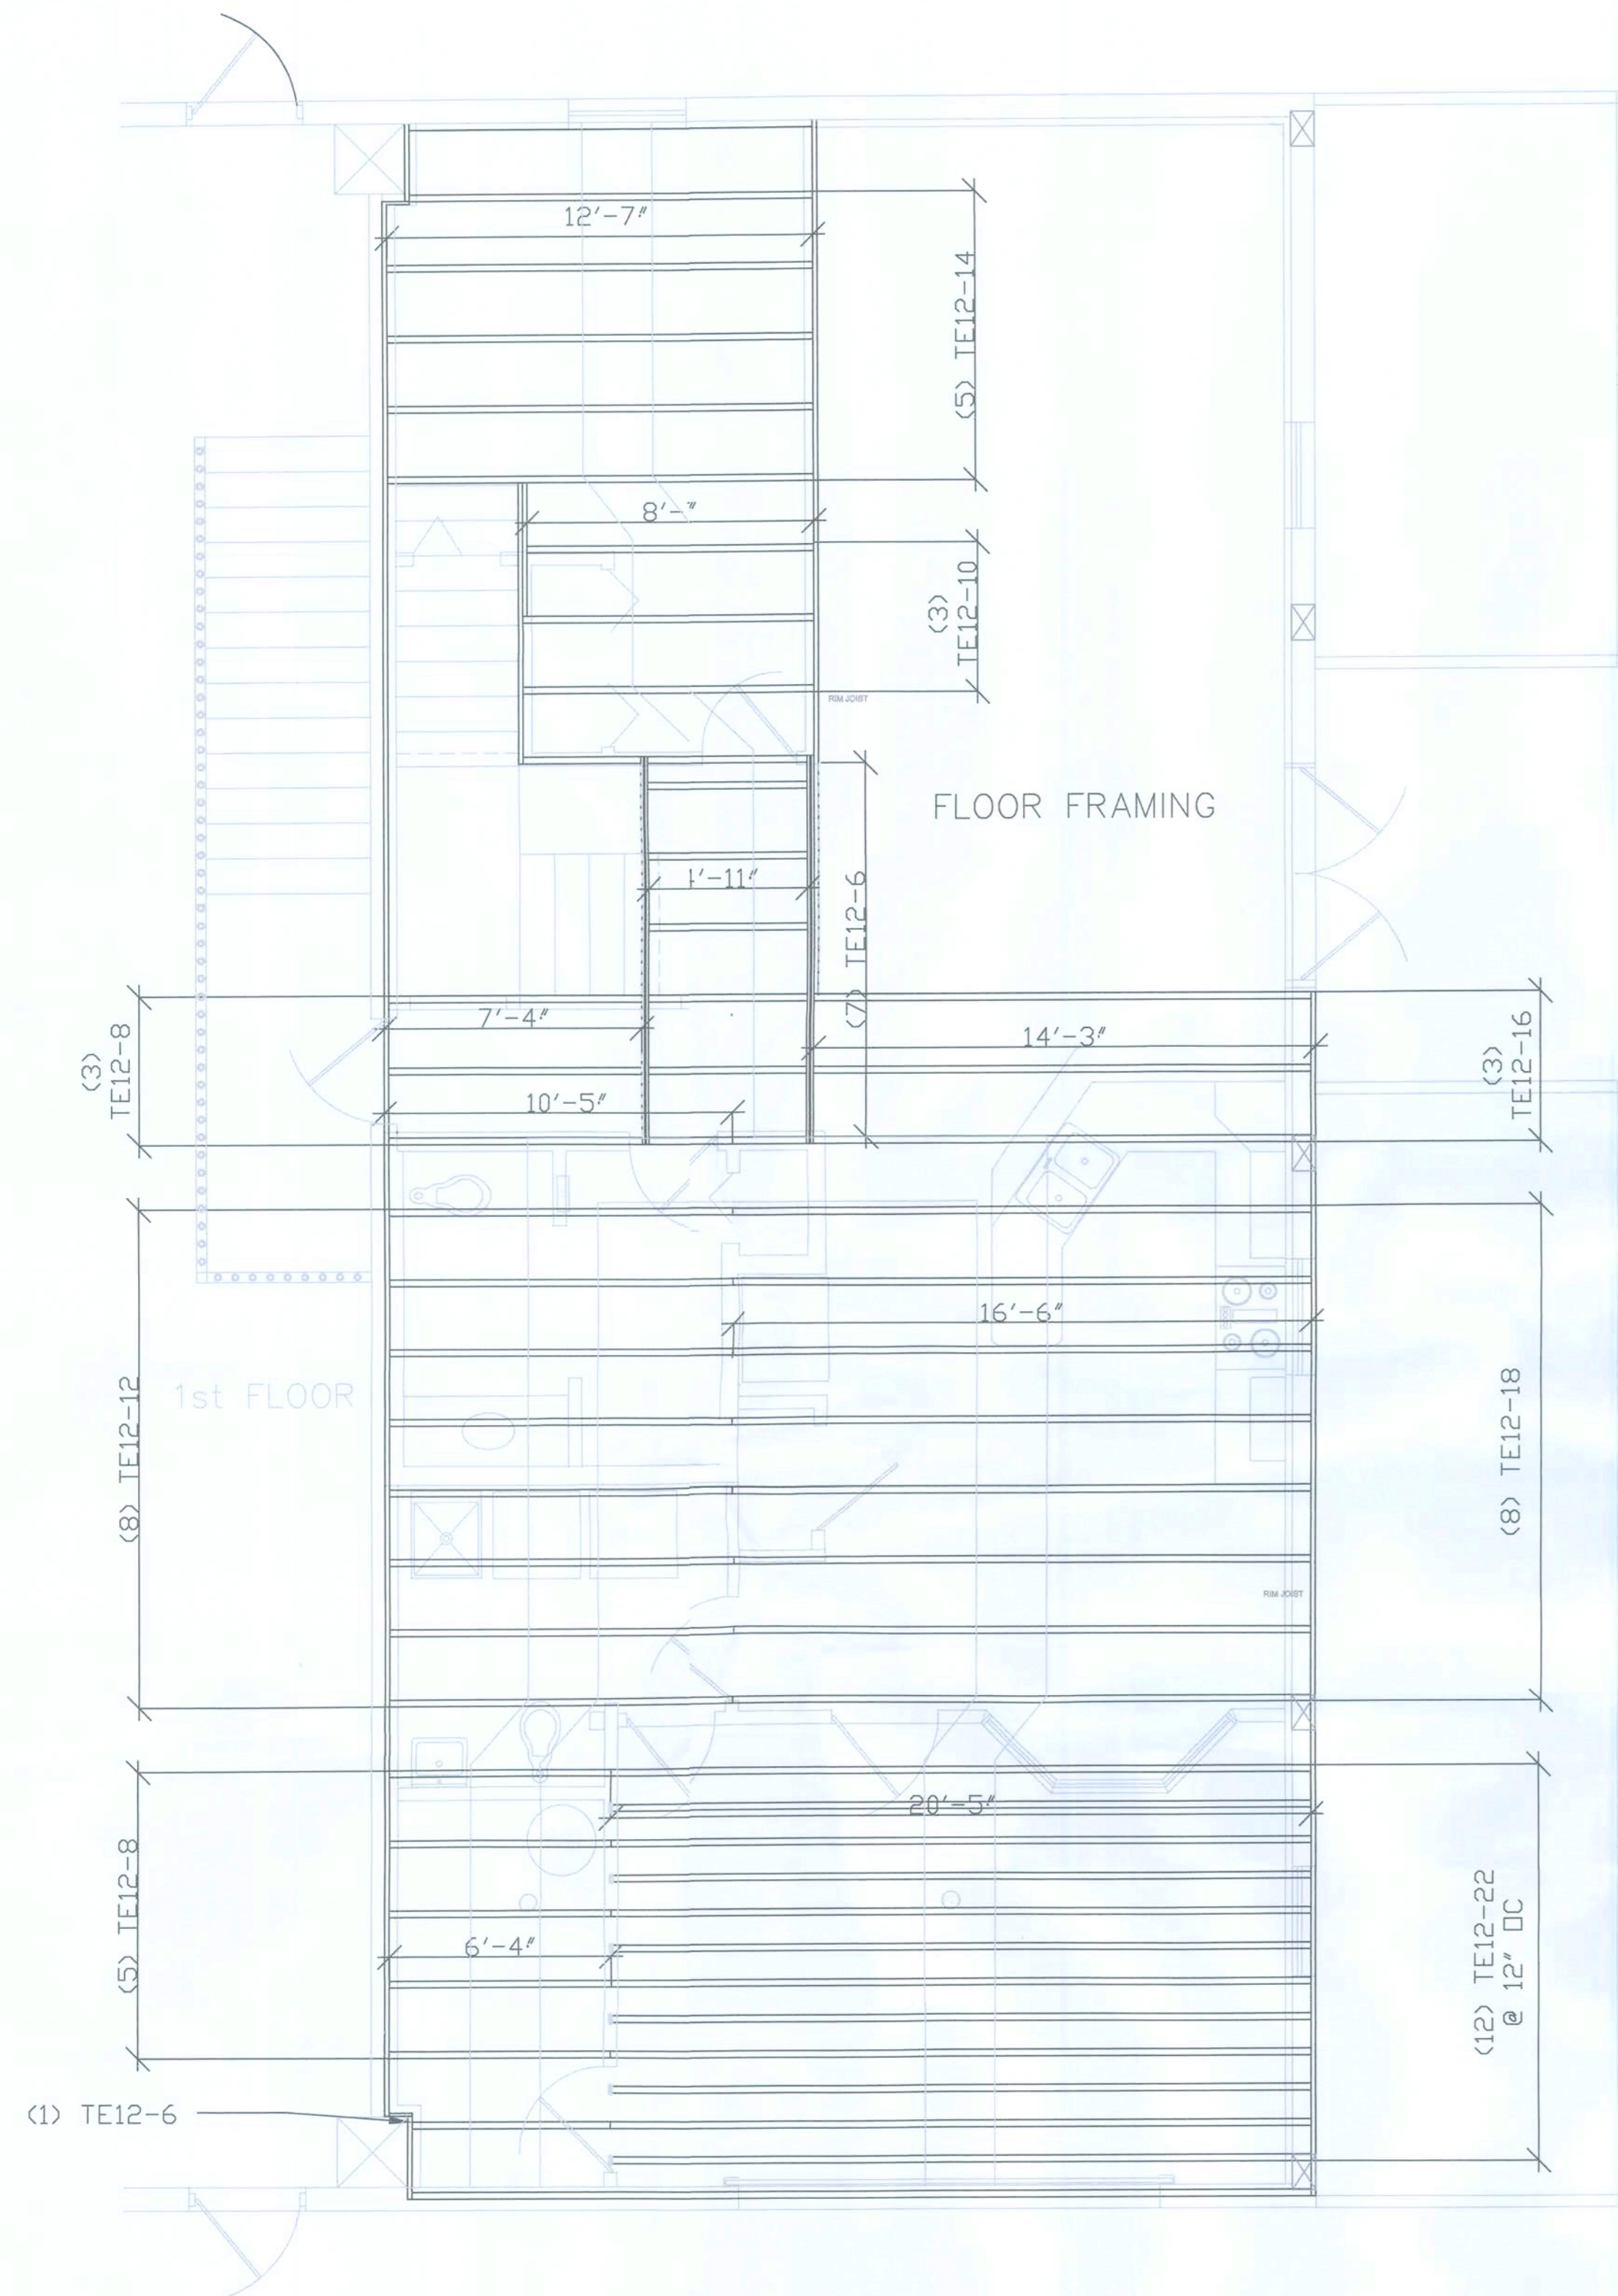 12'-7"
(5) TE12-14
8'-"
(3)
TE12-10
RIM JOIST
FLOOR FRAMING
'-11"
(7) TE12-6
7'-4"
14'-3"
(3)
TE12-8
(3)
TE12-16
10'-5"
16'-6"
(8) TE12-12
1st FLOOR
(8) TE12-18
RIM JOIST
20'-5"
(5) TE12-8
6'-4"
(12) TE12-22
@ 12" OC
(1) TE12-6